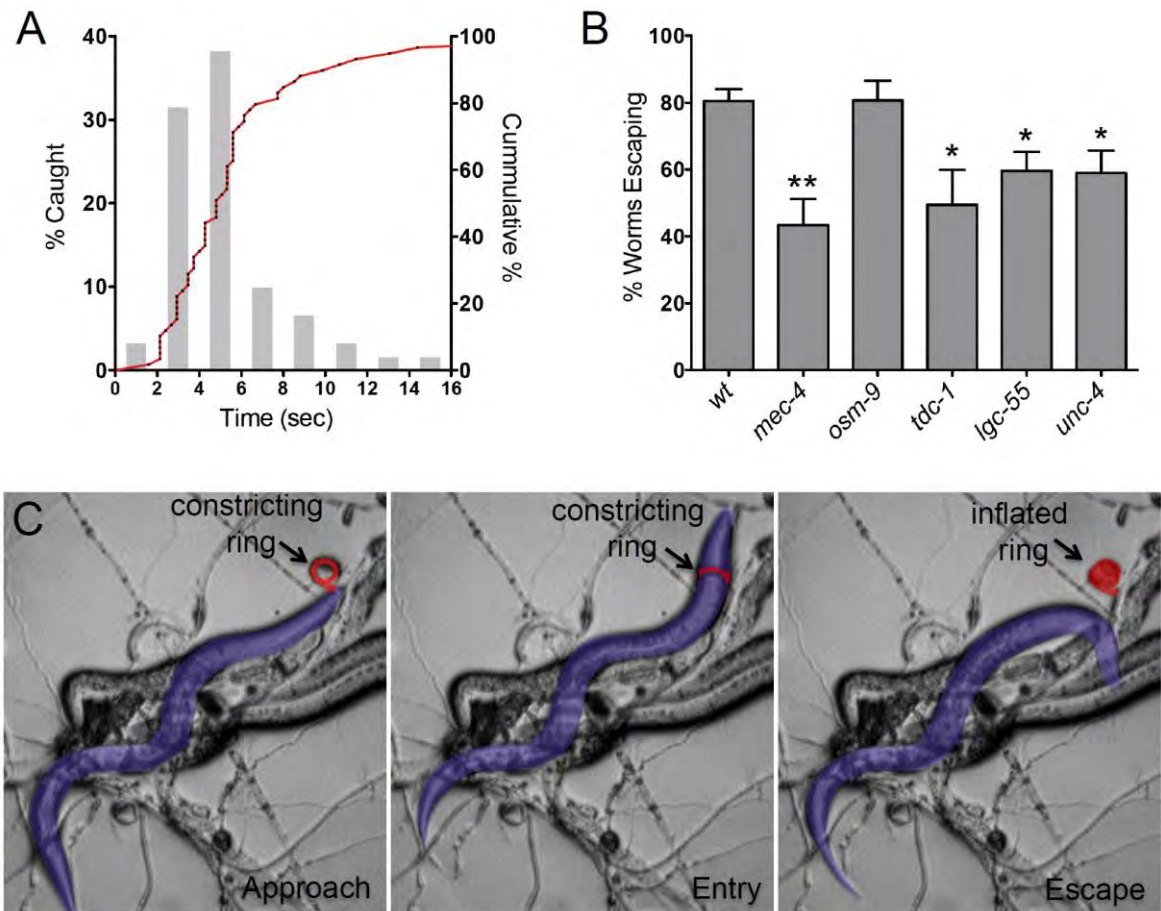 A
% Caught
40
30
20
10
0
0 2 4 6 8 10 12 14 16
Time (sec)
100
80
60
40
20
0
Cummulative %
B
% Worms Escaping
100
80
60
40
20
0
wt
mec-4
osm-9
tdc-1
lgc-55
unc-4
**
*
*
*
C
constricting
ring
Approach
constricting
ring
Entry
inflated
ring
Escape